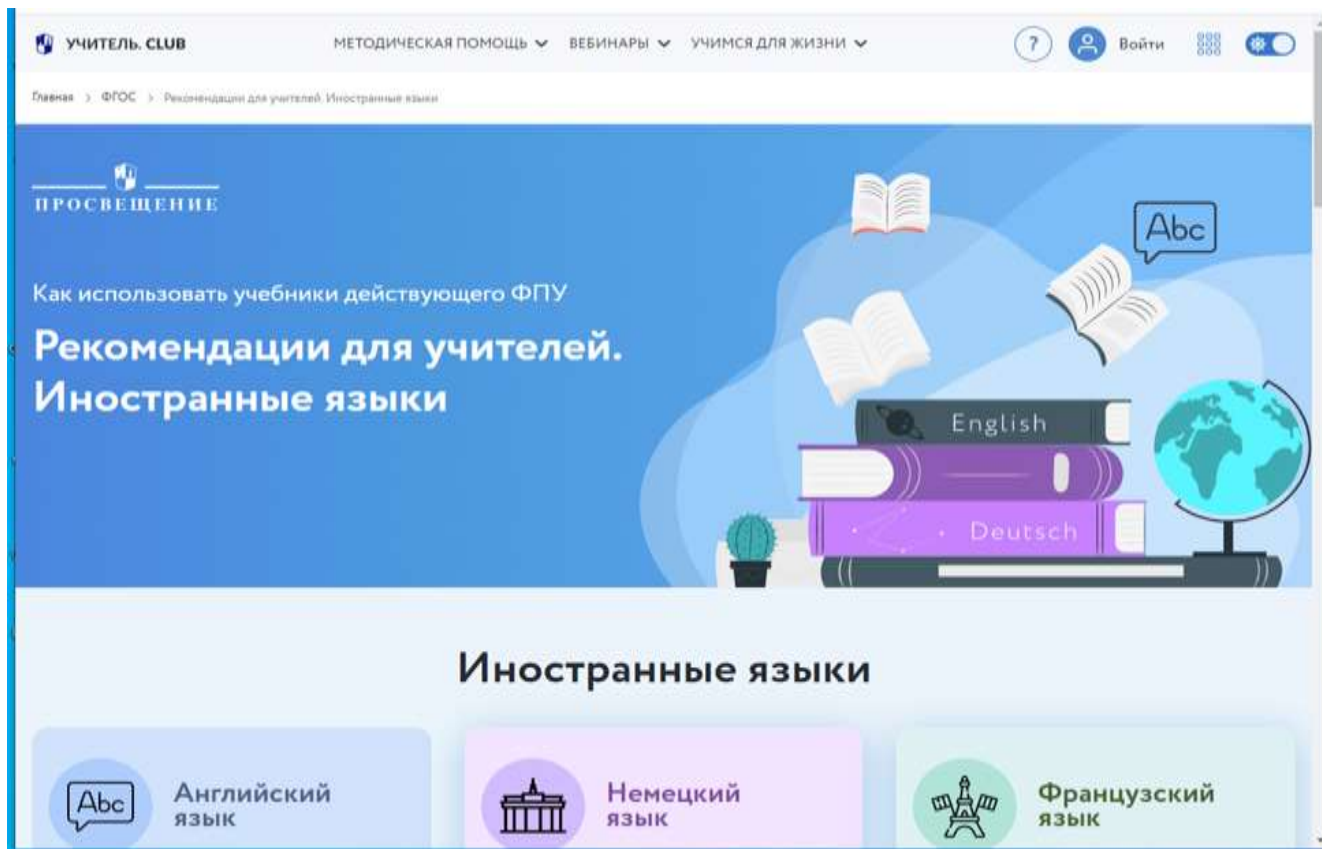 УЧИТЕЛЬ. CLUB
МЕТОДИЧЕСКАЯ ПОМОЩЬ ВЕБИНАРЫ УЧИМСЯ ДЛЯ ЖИЗНИ
? Войти
Главная > ФГОС > Рекомендации для учителей. Иностранные языки
ПРОСВЕЩЕНИЕ
Как использовать учебники действующего ФПУ
Рекомендации для учителей.
Иностранные языки
Abc
English
Deutsch
Иностранные языки
Abc
Английский
язык
Немецкий
язык
Французский
язык